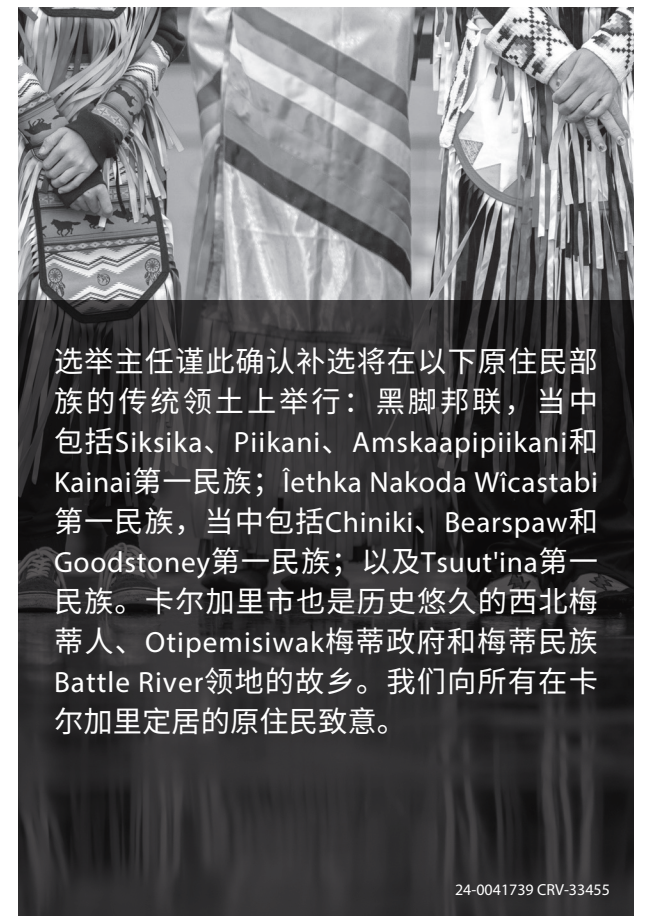 选举主任谨此确认补选将在以下原住民部
族的传统领土上举行：黑脚邦联，当中
包括Siksika、Piikani、Amskaapipiikani和
Kainai第一民族；Îethka Nakoda Wîcastabi
第一民族，当中包括Chiniki、Bearspaw和
Goodstoney第一民族；以及Tsuut'ina第一
民族。卡尔加里市也是历史悠久的西北梅
蒂人、Otipemisiwak梅蒂政府和梅蒂民族
Battle River领地的故乡。我们向所有在卡
尔加里定居的原住民致意。
24-0041739 CRV-33455